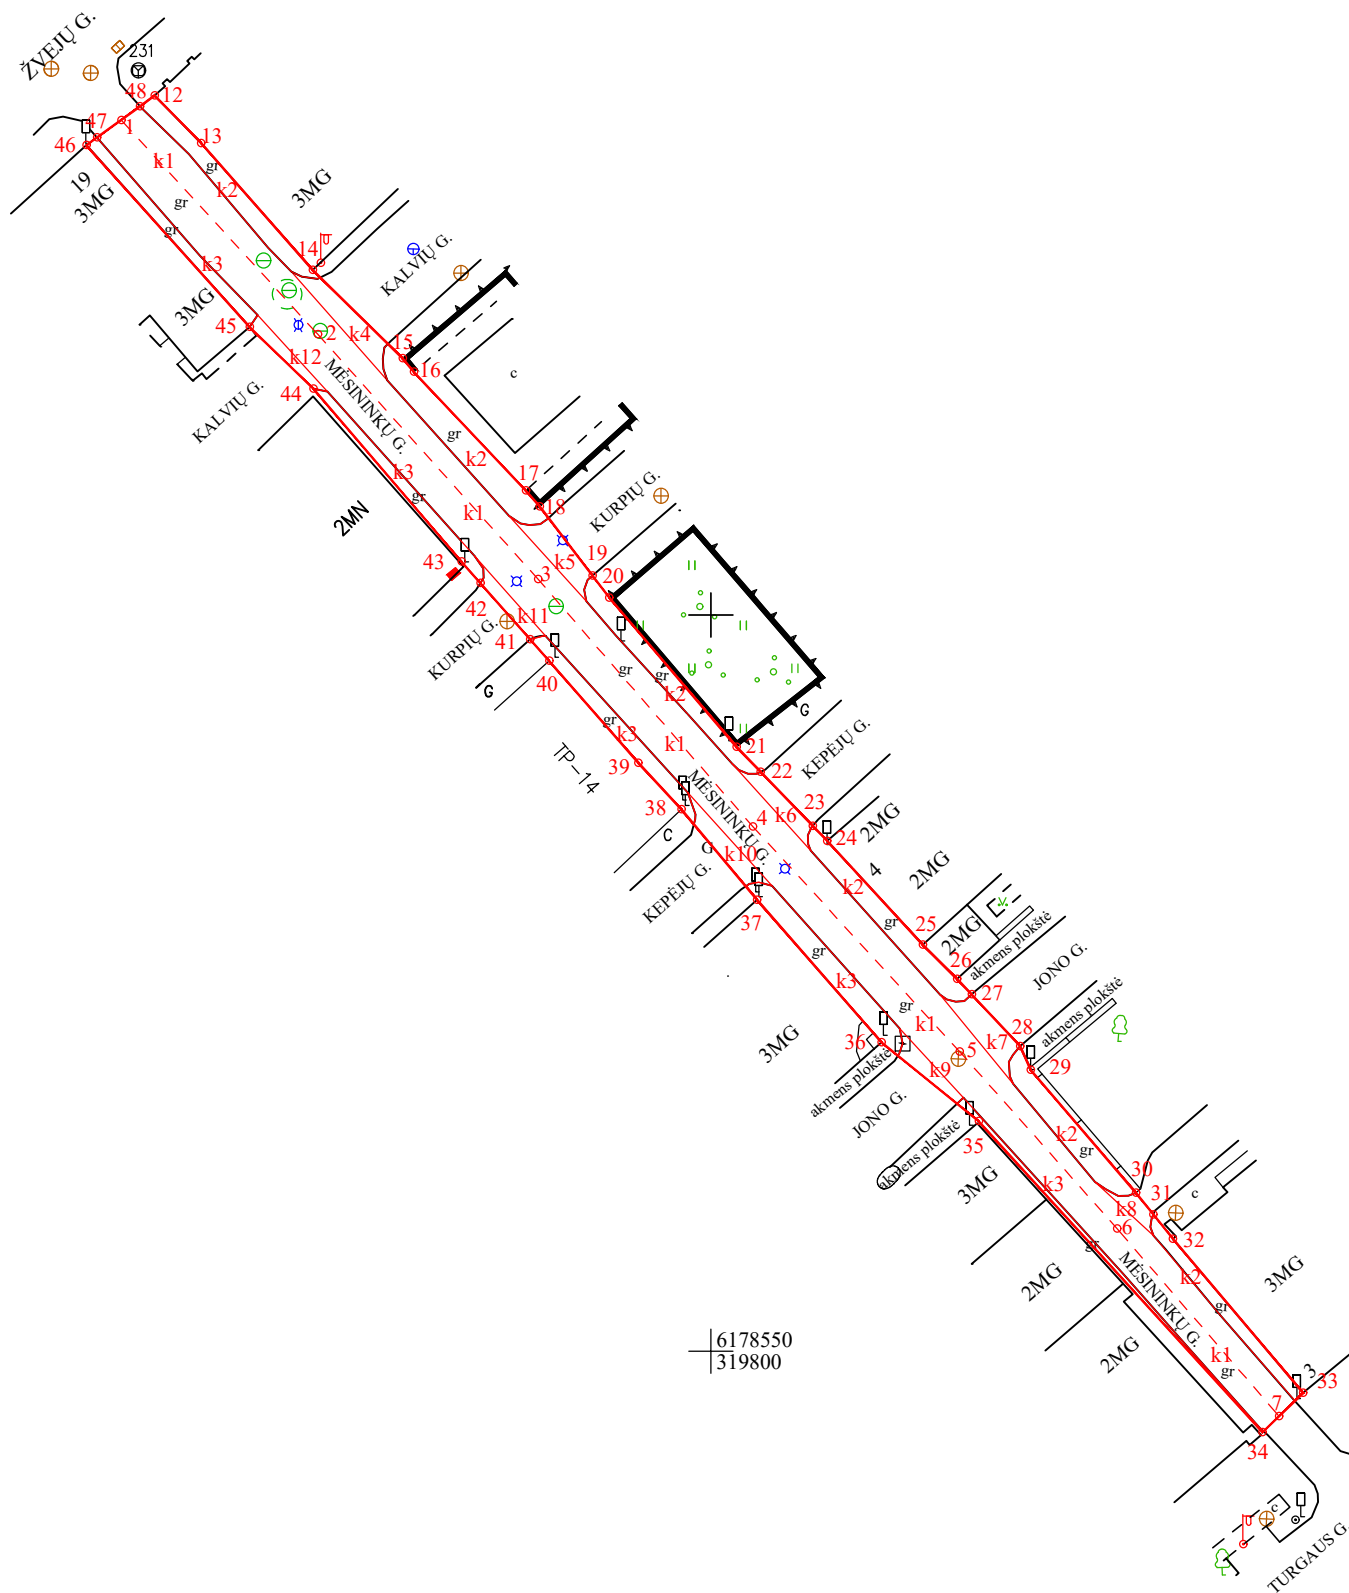 ŽVEJŲ G.
231
48
12
47
1
13
46
k1
gr
k2
19
3MG
gr
3MG
gr
k3
14
KALVIŲ G.
3MG
45
2
k4
15
k12
16
c
MĖSININKŲ G.
44
KALVIŲ G.
gr
k2
k3
gr
17
18
k1
2MN
KURPIŲ G.
43
k5
19
3
20
42
k11
KURPIŲ G.
41
40
G
gr
gr
k2
G
k3
gr
k1
21
22
KEPĖJŲ G.
TP-14
39
MĖSININKŲ G.
38
4
k6
23
24
2MG
C
G
k10
KEPĖJŲ G.
k2
4
2MG
37
gr
25
2MG
gr
26
akmens plokštė
27
JONO G.
k3
gr
k1
28
akmens plokštė
3MG
36
5
k7
29
akmens plokštė
k9
JONO G.
k2
35
gr
akmens plokštė
3MG
k3
30
31
c
k8
6
32
gr
k2
2MG
MĖSININKŲ G.
3MG
gr
6178550
319800
2MG
k1
gr
3
33
7
34
c
TURGAUS G.